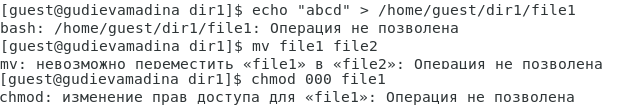 [guest@gudievamadina dir1]$ echo "abcd" > /home/guest/dir1/file1
bash: /home/guest/dir1/file1: Операция не позволена
[guest@gudievamadina dir1]$ mv file1 file2
mv: невозможно переместить «file1» в «file2»: Операция не позволена
[guest@gudievamadina dir1]$ chmod 000 file1
chmod: изменение прав доступа для «file1»: Операция не позволена